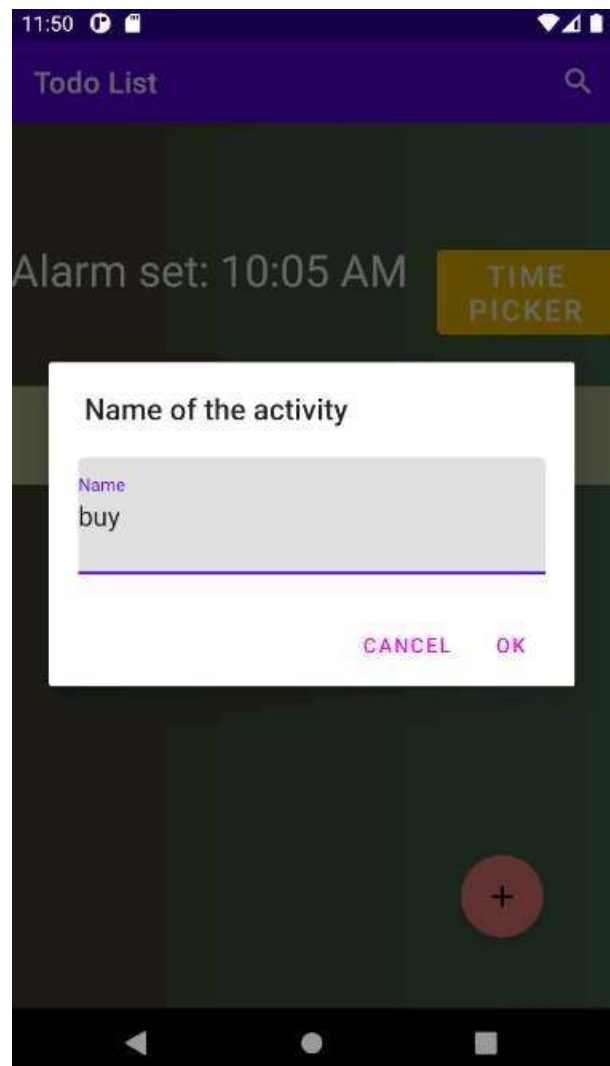 11:50
Todo List
Alarm set: 10:05 AM
TIME
PICKER
Name of the activity
Name
buy
CANCEL OK
+